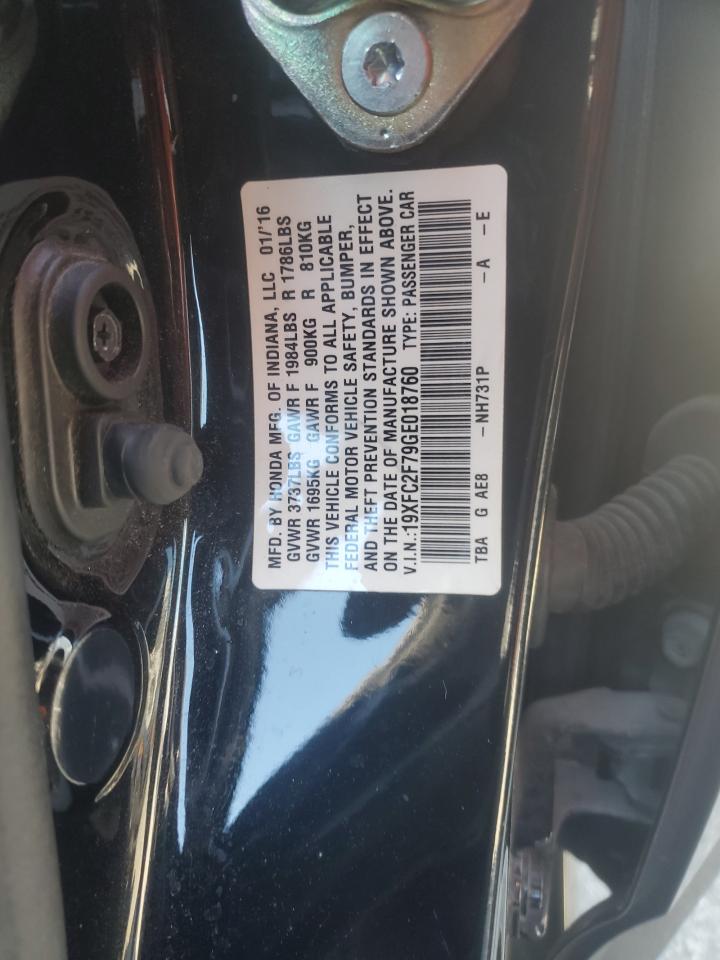 MFD. BY HONDA MFG. OF INDIANA, LLC 01/'16
GVWR 3737LBS GAWR F 1984LBS R 1786LBS
GVWR 1695KG GAWR F 900KG R 810KG
THIS VEHICLE CONFORMS TO ALL APPLICABLE
FEDERAL MOTOR VEHICLE SAFETY, BUMPER,
AND THEFT PREVENTION STANDARDS IN EFFECT
ON THE DATE OF MANUFACTURE SHOWN ABOVE.
V.I.N.:19XFC2F79GE018760 TYPE: PASSENGER CAR
TBA G AE8 -NH731P -A -E